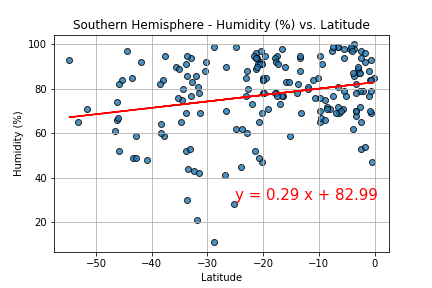 Southern Hemisphere - Humidity (%) vs. Latitude
100
80
60
40
20
Humidity (%)
y = 0.29 x + 82.99
−50
−40
−30
−20
−10
0
Latitude